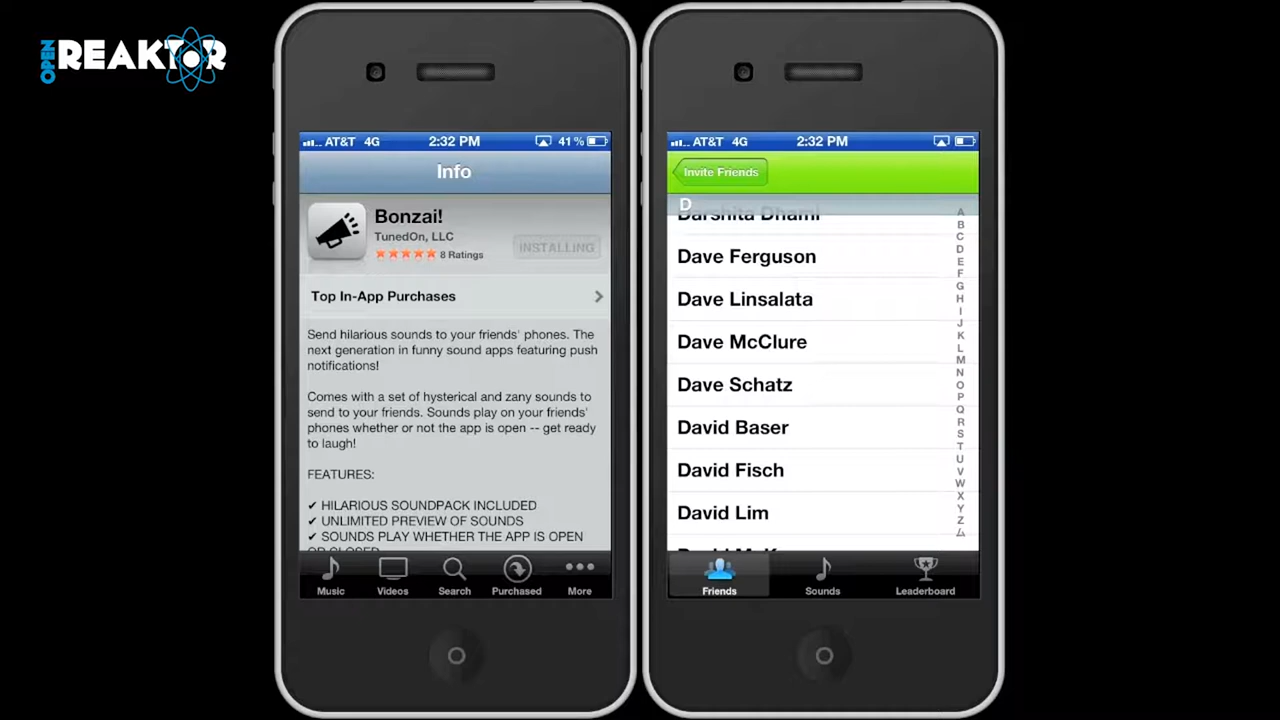 OPEN REAKTOR
AT&T 4G 2:32 PM 41%
Info
Bonzai!
TunedOn, LLC
8 Ratings
INSTALLING
Top In-App Purchases
Send hilarious sounds to your friends' phones. The
next generation in funny sound apps featuring push
notifications!
Comes with a set of hysterical and zany sounds to
send to your friends. Sounds play on your friends'
phones whether or not the app is open -- get ready
to laugh!
FEATURES:
✔ HILARIOUS SOUNDPACK INCLUDED
✔ UNLIMITED PREVIEW OF SOUNDS
✔ SOUNDS PLAY WHETHER THE APP IS OPEN
OR CLOSED
Music Videos Search Purchased More
AT&T 4G 2:32 PM
Invite Friends
D
Darshita Dhami
Dave Ferguson
Dave Linsalata
Dave McClure
Dave Schatz
David Baser
David Fisch
David Lim
David
A
B
C
D
E
F
G
H
I
J
K
L
M
N
O
P
Q
R
S
T
U
V
W
X
Y
Z
ム
Friends Sounds Leaderboard